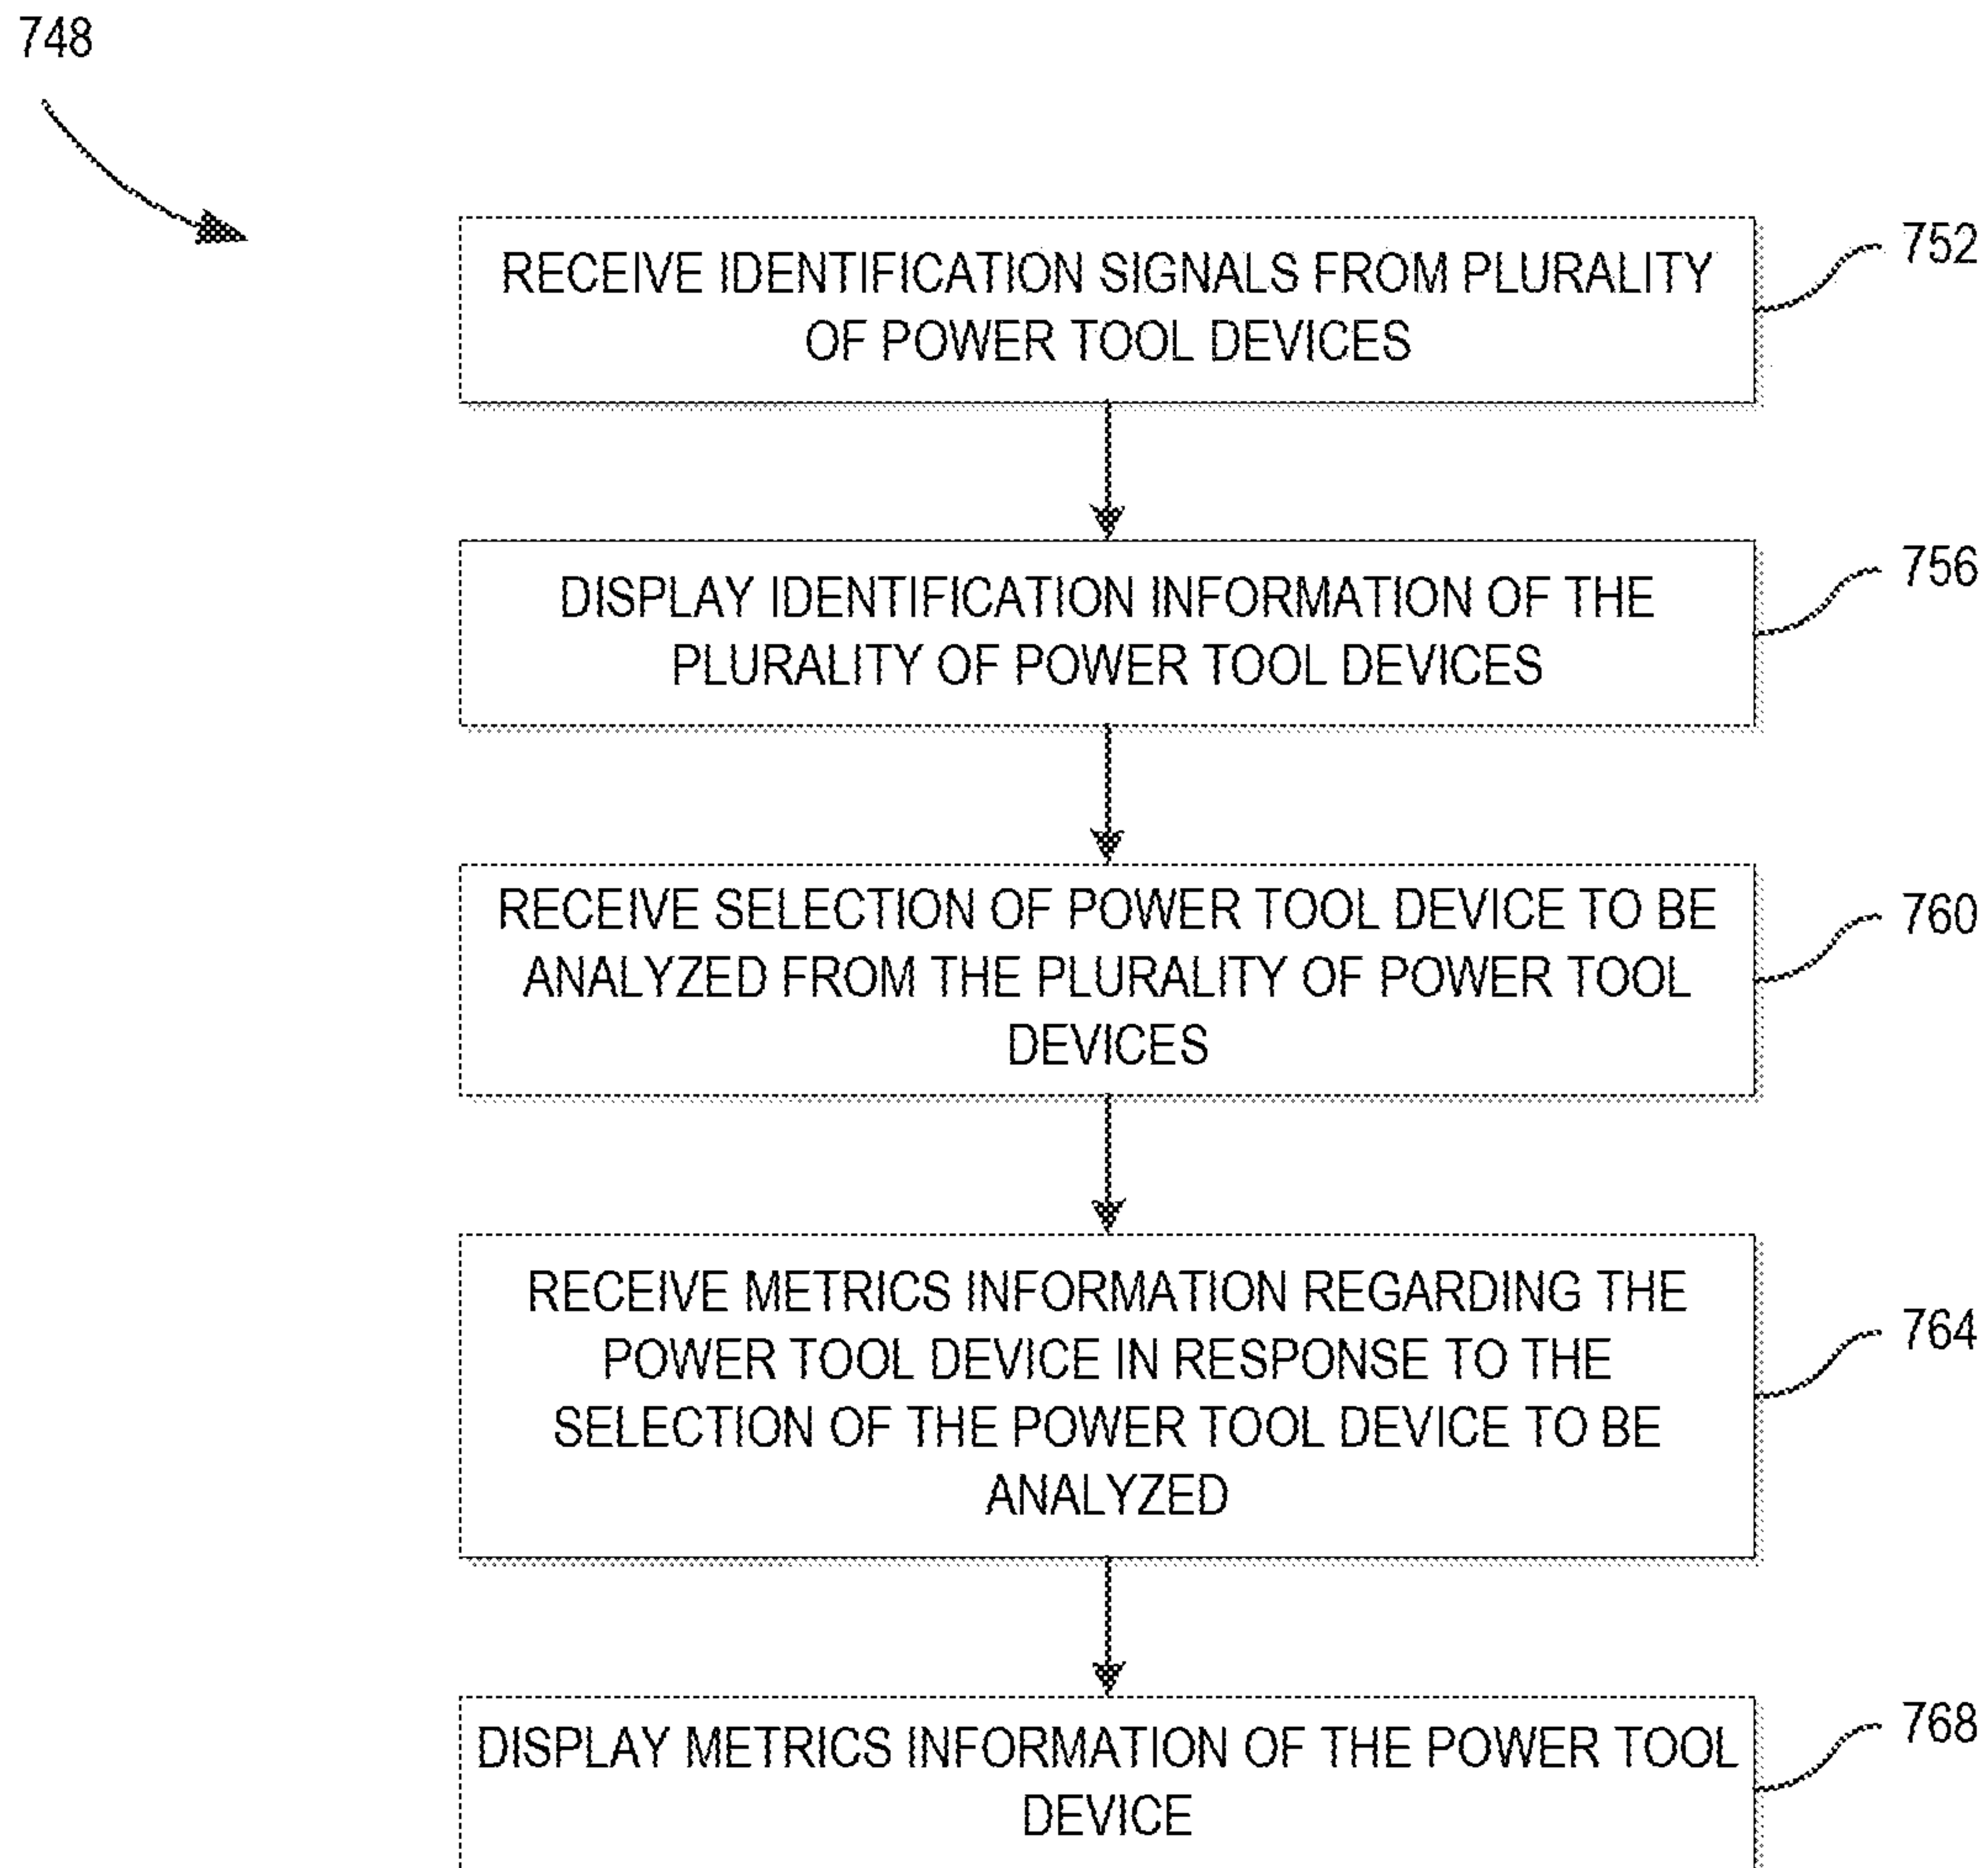 748
RECEIVE IDENTIFICATION SIGNALS FROM PLURALITY
OF POWER TOOL DEVICES
752
DISPLAY IDENTIFICATION INFORMATION OF THE
PLURALITY OF POWER TOOL DEVICES
756
RECEIVE SELECTION OF POWER TOOL DEVICE TO BE
ANALYZED FROM THE PLURALITY OF POWER TOOL
DEVICES
760
RECEIVE METRICS INFORMATION REGARDING THE
POWER TOOL DEVICE IN RESPONSE TO THE
SELECTION OF THE POWER TOOL DEVICE TO BE
ANALYZED
764
DISPLAY METRICS INFORMATION OF THE POWER TOOL
DEVICE
768